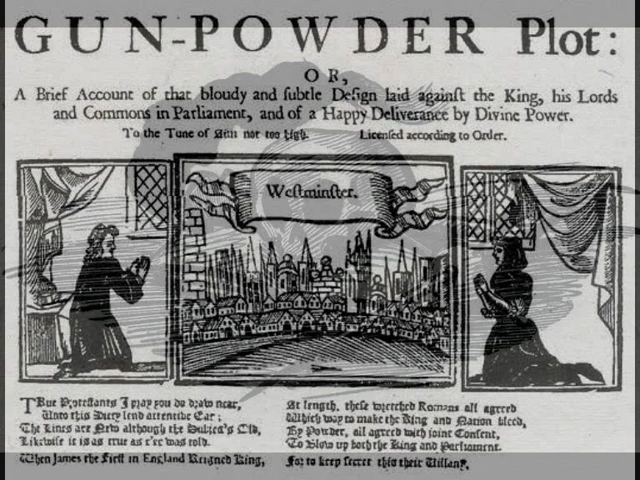 GUN-POWDER Plot:
OR,
A Brief Account of that bloudy and ſubtle Deſign laid againſt the King, his Lords
and Commons in Parliament, and of a Happy Deliverance by Divine Power.
To the Tune of Aim not too high. Licenſed according to Order.
Weſtminſter.
TRue Proteſtants I pray you do draw near,
Unto this Ditty lend attentive Ear;
The Lines are New although the Subject's Old,
Likewiſe it is as true as e'er was told.
When James the Firſt in England Reigned King,
At length, theſe wretched Romans all agreed
Which way to make the King and Nation bleed,
By Powder, all agreed with joint Conſent,
To Blow up both the King and Parliament.
For to keep ſecret this their Villany,